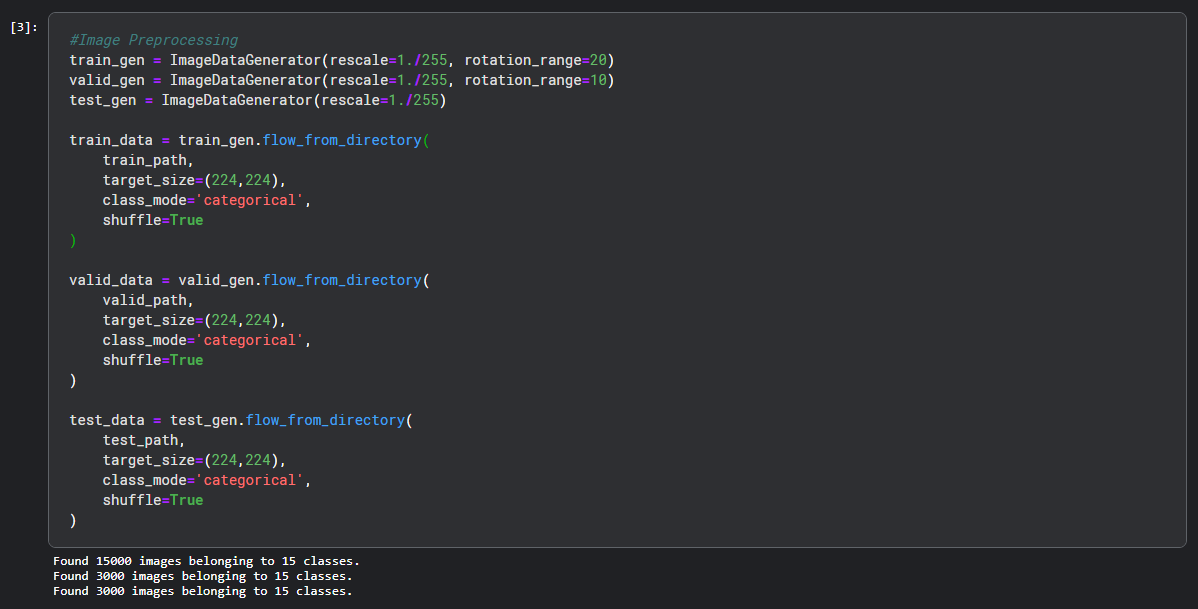 [3]:
#Image Preprocessing
train_gen = ImageDataGenerator(rescale=1./255, rotation_range=20)
valid_gen = ImageDataGenerator(rescale=1./255, rotation_range=10)
test_gen = ImageDataGenerator(rescale=1./255)

train_data = train_gen.flow_from_directory(
    train_path,
    target_size=(224,224),
    class_mode='categorical',
    shuffle=True
)

valid_data = valid_gen.flow_from_directory(
    valid_path,
    target_size=(224,224),
    class_mode='categorical',
    shuffle=True
)

test_data = test_gen.flow_from_directory(
    test_path,
    target_size=(224,224),
    class_mode='categorical',
    shuffle=True
)
Found 15000 images belonging to 15 classes.
Found 3000 images belonging to 15 classes.
Found 3000 images belonging to 15 classes.